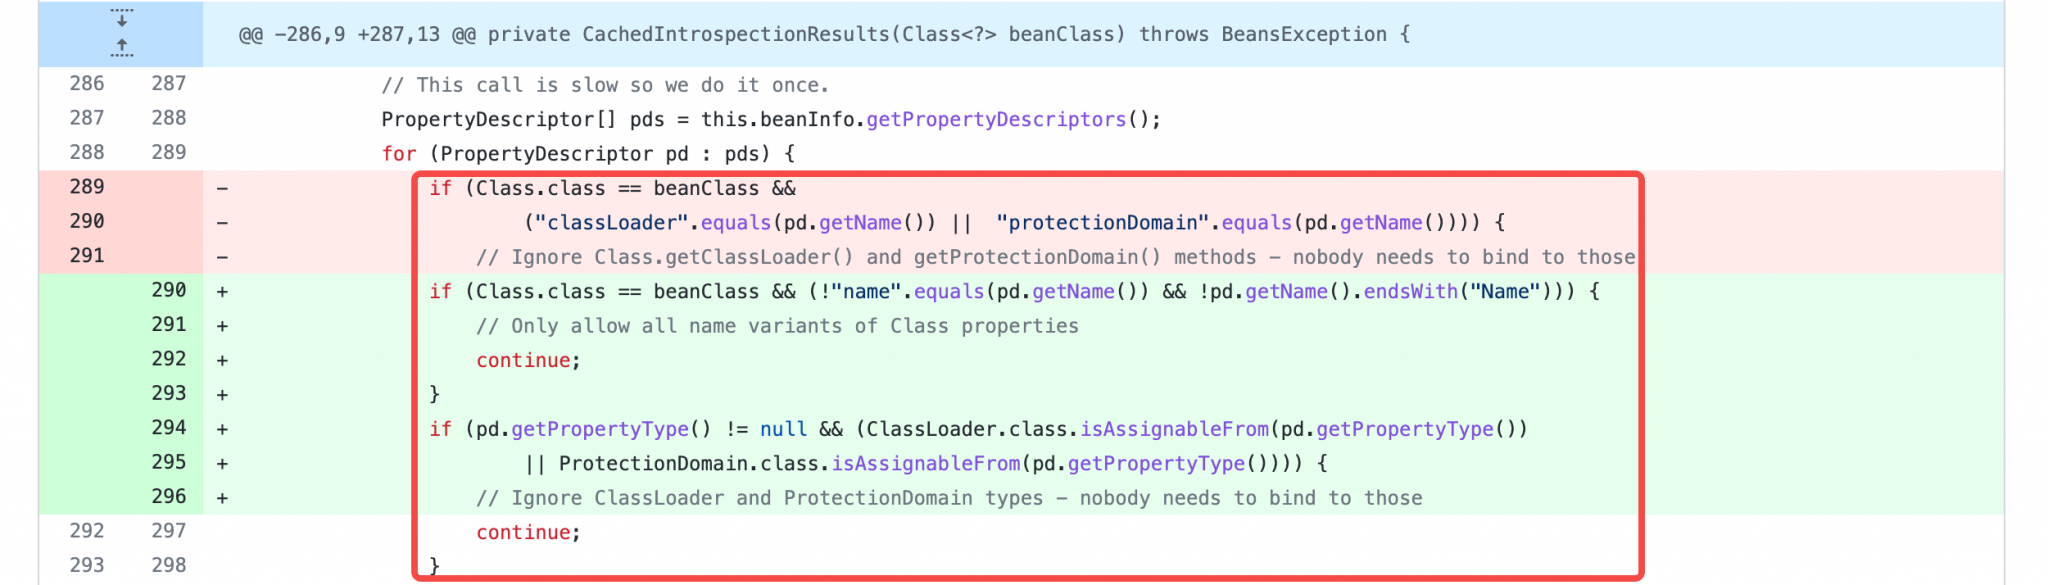 @@ -286,9 +287,13 @@ private CachedIntrospectionResults(Class<?> beanClass) throws BeansException {
286 287 // This call is slow so we do it once.
287 288 PropertyDescriptor[] pds = this.beanInfo.getPropertyDescriptors();
288 289 for (PropertyDescriptor pd : pds) {
289 - if (Class.class == beanClass &&
290 - ("classLoader".equals(pd.getName()) || "protectionDomain".equals(pd.getName()))) {
291 - // Ignore Class.getClassLoader() and getProtectionDomain() methods - nobody needs to bind to those
290 + if (Class.class == beanClass && (!"name".equals(pd.getName()) && !pd.getName().endsWith("Name"))) {
291 + // Only allow all name variants of Class properties
292 + continue;
293 + }
294 + if (pd.getPropertyType() != null && (ClassLoader.class.isAssignableFrom(pd.getPropertyType())
295 + || ProtectionDomain.class.isAssignableFrom(pd.getPropertyType()))) {
296 + // Ignore ClassLoader and ProtectionDomain types - nobody needs to bind to those
292 297 continue;
293 298 }